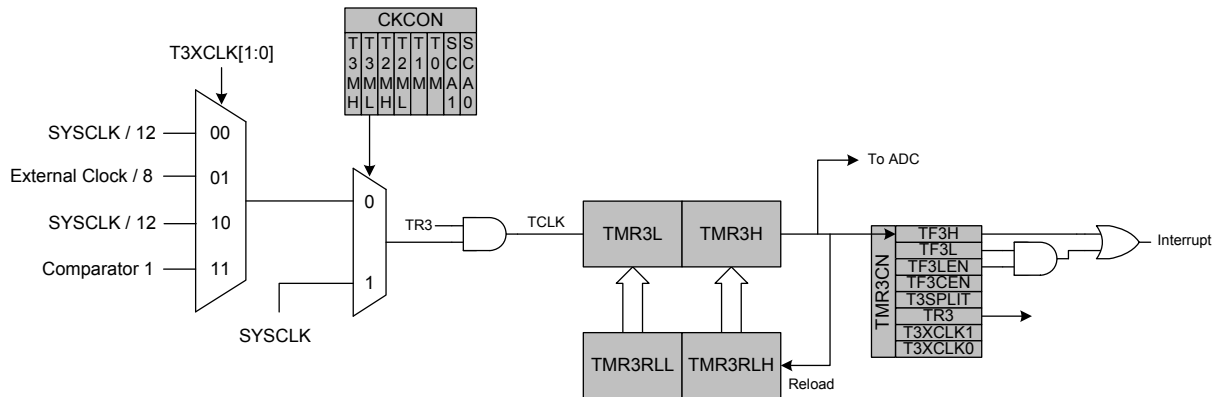 CKCON
T3MH
T3ML
T2MH
T2ML
T1M
T0M
SCA1
SCA0
T3XCLK[1:0]
SYSCLK / 12
00
External Clock / 8
01
SYSCLK / 12
10
Comparator 1
11
0
1
SYSCLK
TR3
TCLK
TMR3L
TMR3H
To ADC
TMR3RLL
TMR3RLH
Reload
TMR3CN
TF3H
TF3L
TF3LEN
TF3CEN
T3SPLIT
TR3
T3XCLK1
T3XCLK0
Interrupt